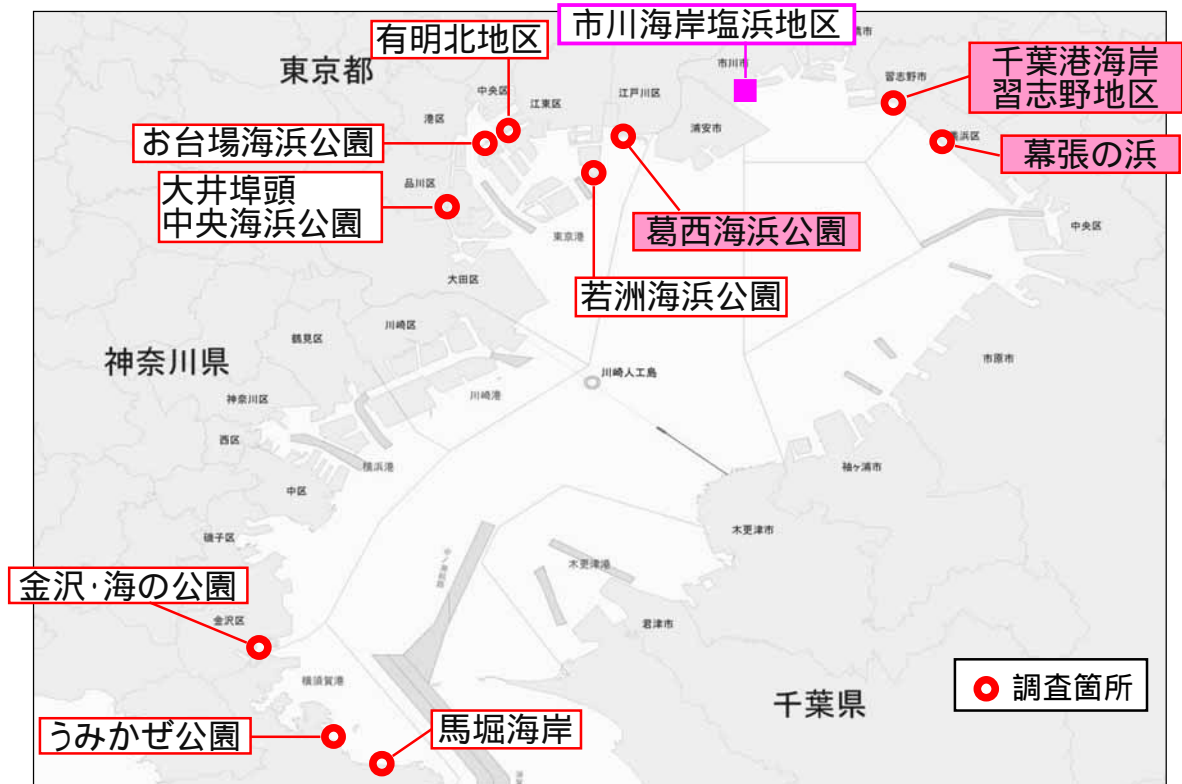 有明北地区
市川海岸塩浜地区
東京都
中央区
江東区
江戸川区
市川市
習志野市
千葉港海岸
習志野地区
港区
浦安市
お台場海浜公園
幕張の浜
大井埠頭
中央海浜公園
品川区
葛西海浜公園
東京港
中央区
大田区
若洲海浜公園
鶴見区
川崎区
神奈川県
川崎人工島
市原市
神奈川区
川崎港
西区
横浜港
袖ヶ浦市
中区
磯子区
木更津市
木更津港
金沢・海の公園
金沢区
君津市
横須賀港
千葉県
調査箇所
うみかぜ公園
馬堀海岸